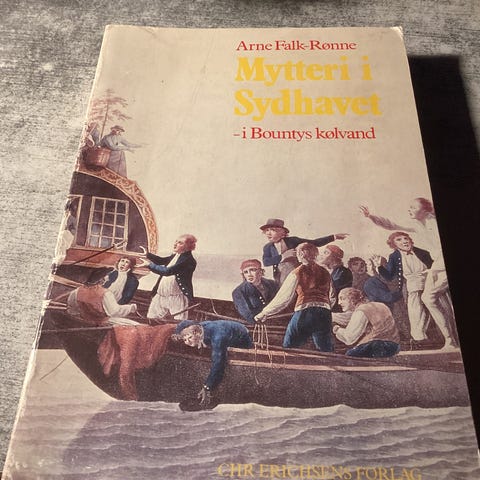 Arne Falk-Rønne
Mytteri i
Sydhavet
- i Bountys kølvand
CHR ERICHSENS FORLAG